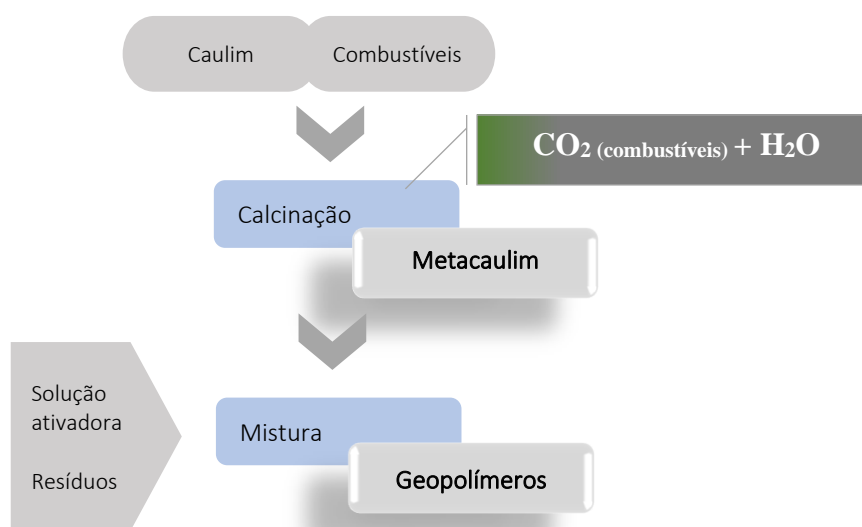 Caulim
Combustíveis
CO₂ (combustíveis) + H₂O
Calcinação
Metacaulim
Solução
ativadora
Resíduos
Mistura
Geopolímeros